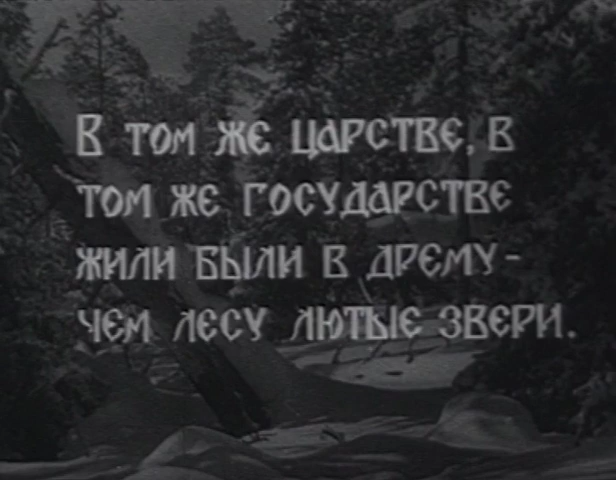 В том же царстве, в
том же государстве
жили были в дрему-
чем лесу лютые звери.